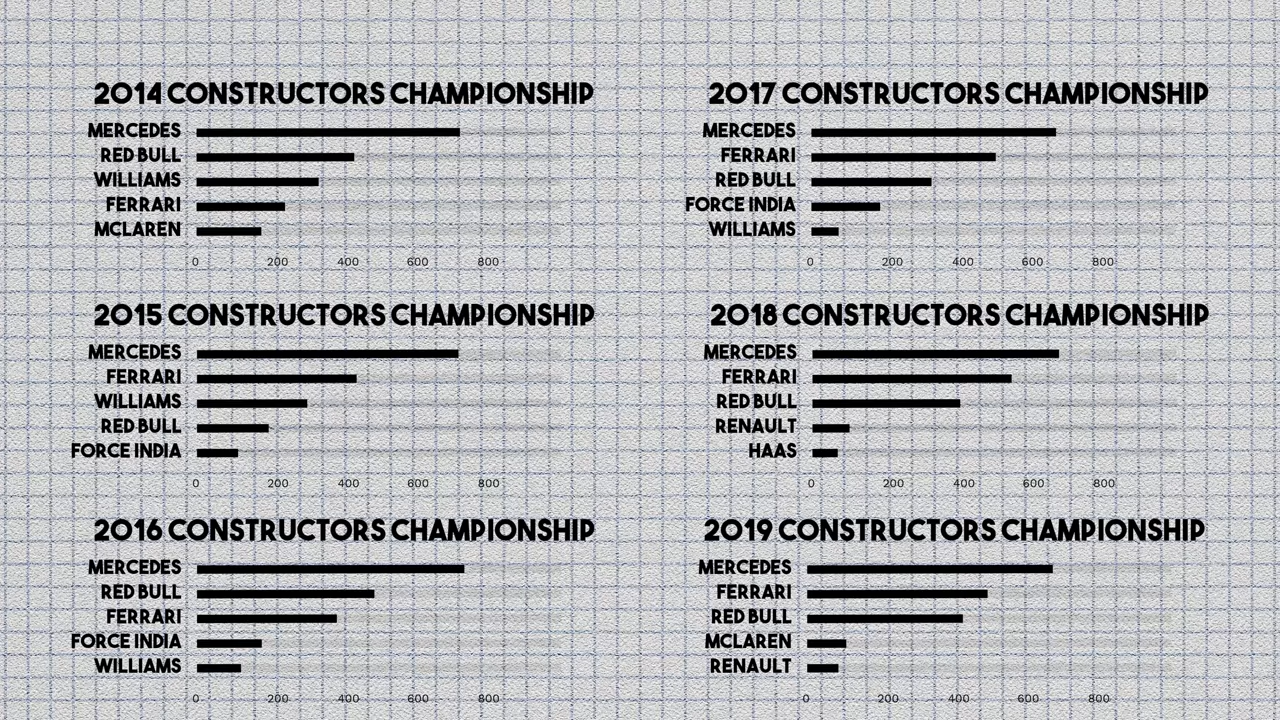 2014 CONSTRUCTORS CHAMPIONSHIP
MERCEDES
RED BULL
WILLIAMS
FERRARI
MCLAREN
0 200 400 600 800
2015 CONSTRUCTORS CHAMPIONSHIP
MERCEDES
FERRARI
WILLIAMS
RED BULL
FORCE INDIA
0 200 400 600 800
2016 CONSTRUCTORS CHAMPIONSHIP
MERCEDES
RED BULL
FERRARI
FORCE INDIA
WILLIAMS
0 200 400 600 800
2017 CONSTRUCTORS CHAMPIONSHIP
MERCEDES
FERRARI
RED BULL
FORCE INDIA
WILLIAMS
0 200 400 600 800
2018 CONSTRUCTORS CHAMPIONSHIP
MERCEDES
FERRARI
RED BULL
RENAULT
HAAS
0 200 400 600 800
2019 CONSTRUCTORS CHAMPIONSHIP
MERCEDES
FERRARI
RED BULL
MCLAREN
RENAULT
0 200 400 600 800